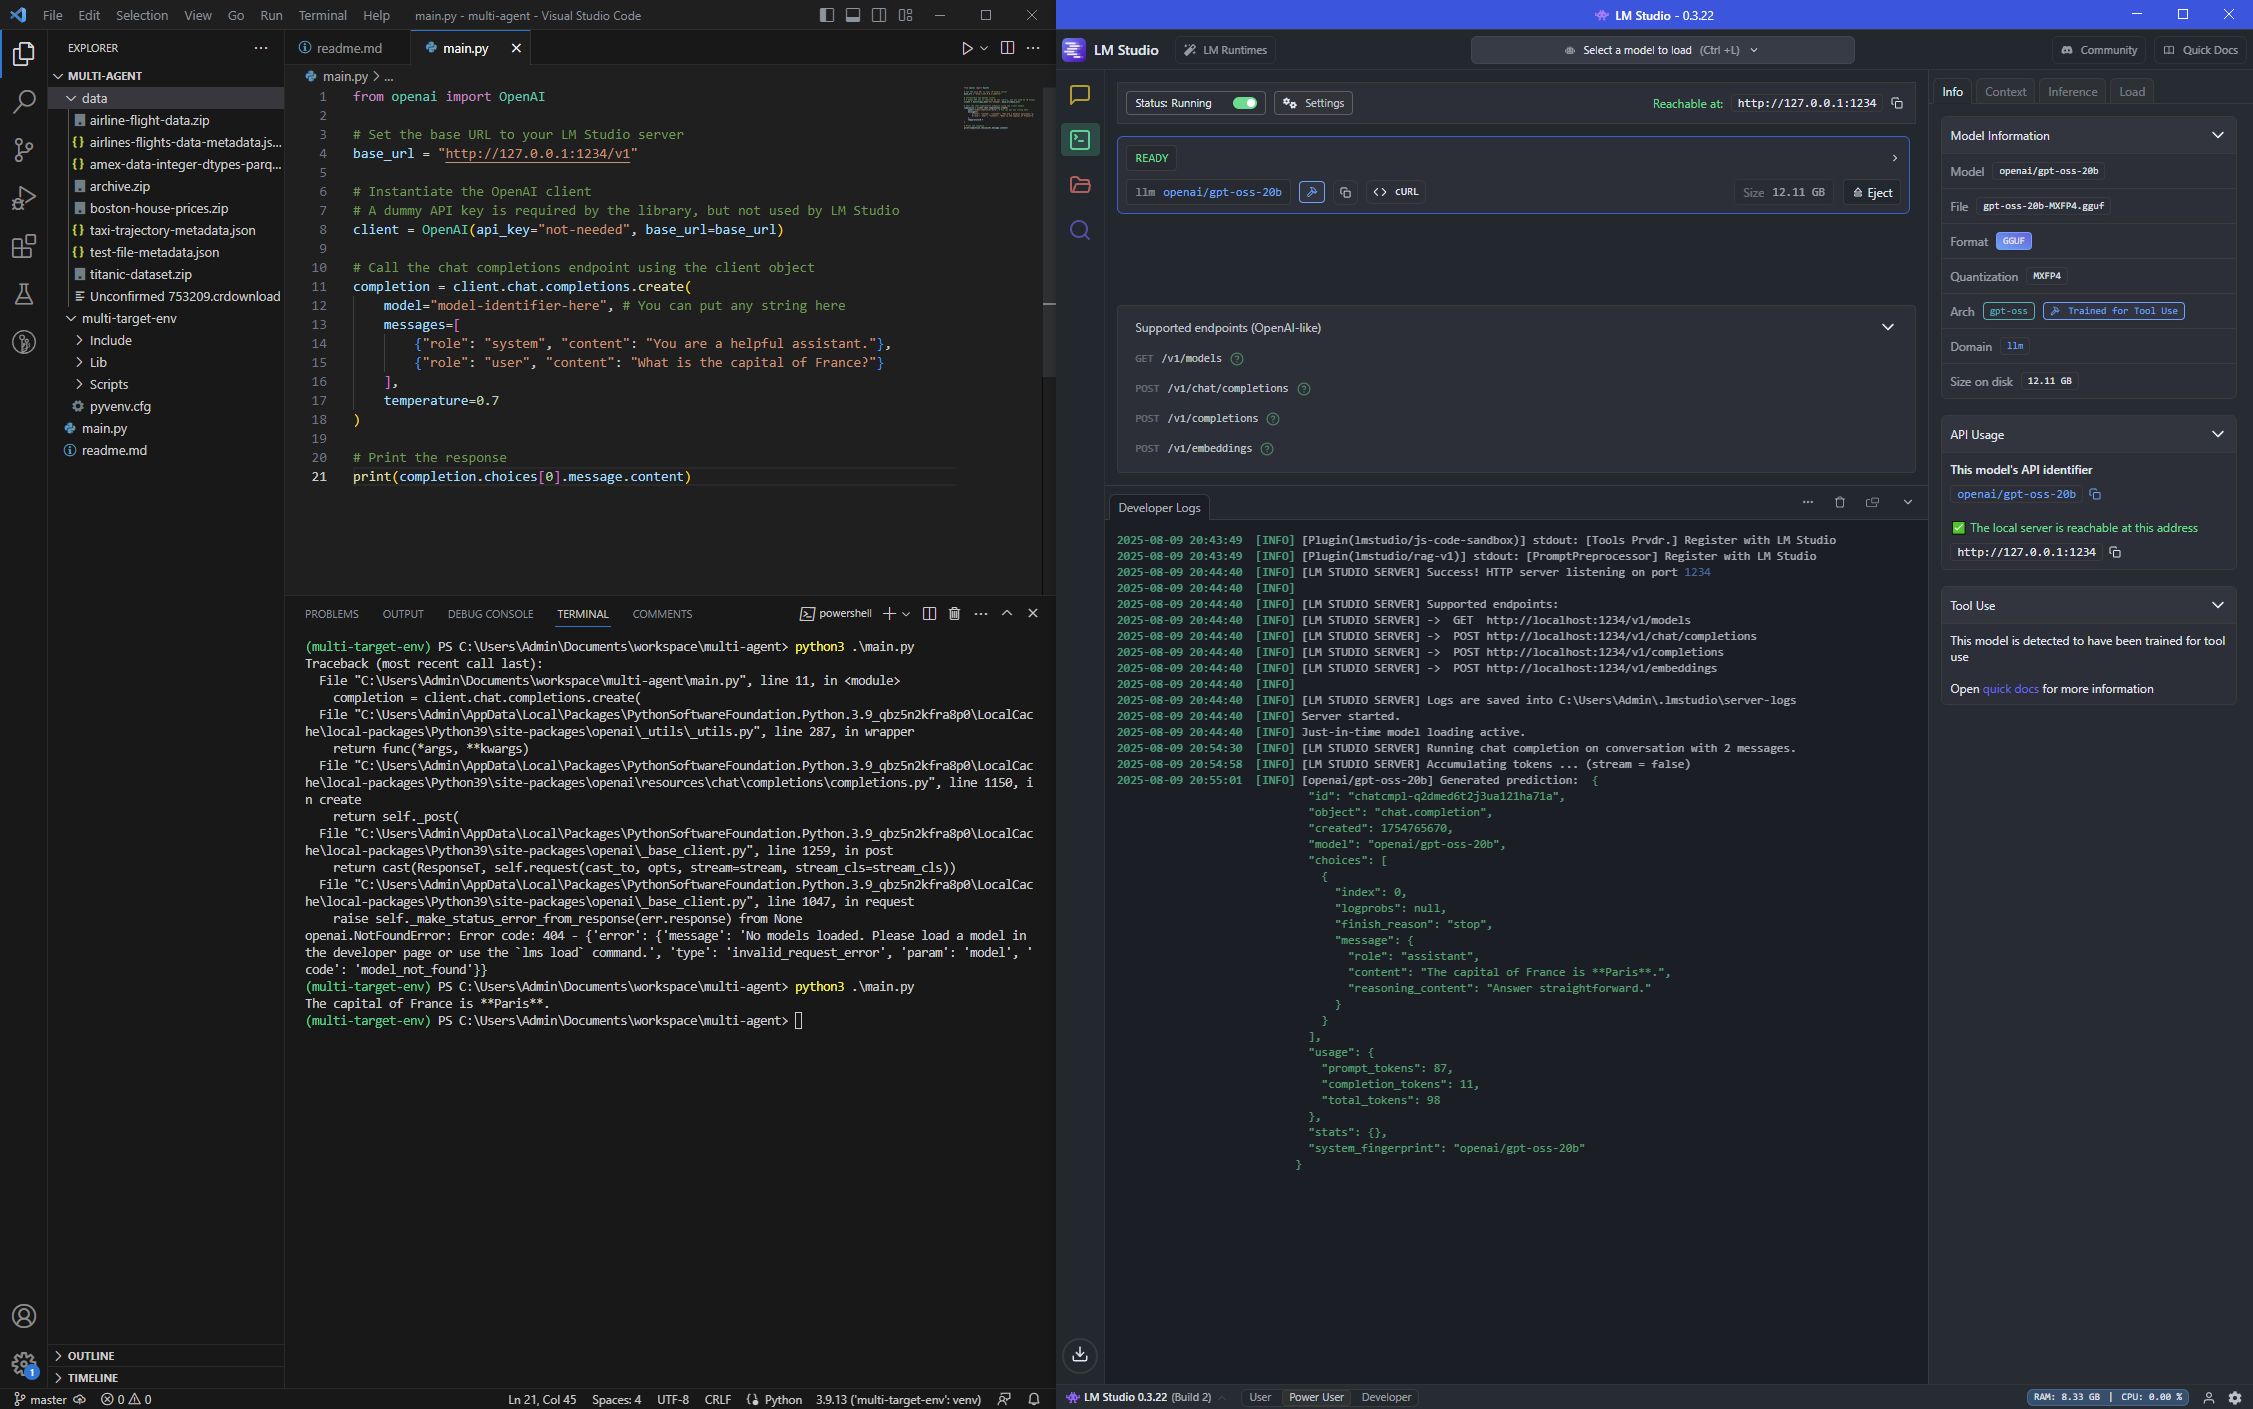 File Edit Selection View Go Run Terminal Help main.py - multi-agent - Visual Studio Code
EXPLORER
MULTI-AGENT
data
airline-flight-data.zip
{} airlines-flights-data-metadata.js...
{} amex-data-integer-dtypes-parq...
archive.zip
boston-house-prices.zip
{} taxi-trajectory-metadata.json
{} test-file-metadata.json
titanic-dataset.zip
Unconfirmed 753209.crdownload
multi-target-env
Include
Lib
Scripts
pyvenv.cfg
main.py
readme.md
OUTLINE
TIMELINE
readme.md
main.py
main.py > ...
1 from openai import OpenAI
2
3 # Set the base URL to your LM Studio server
4 base_url = "http://127.0.0.1:1234/v1"
5
6 # Instantiate the OpenAI client
7 # A dummy API key is required by the library, but not used by LM Studio
8 client = OpenAI(api_key="not-needed", base_url=base_url)
9
10 # Call the chat completions endpoint using the client object
11 completion = client.chat.completions.create(
12 model="model-identifier-here", # You can put any string here
13 messages=[
14 {"role": "system", "content": "You are a helpful assistant."},
15 {"role": "user", "content": "What is the capital of France?"}
16 ],
17 temperature=0.7
18 )
19
20 # Print the response
21 print(completion.choices[0].message.content)
PROBLEMS OUTPUT DEBUG CONSOLE TERMINAL COMMENTS powershell
(multi-target-env) PS C:\Users\Admin\Documents\workspace\multi-agent> python3 .\main.py
Traceback (most recent call last):
File "C:\Users\Admin\Documents\workspace\multi-agent\main.py", line 11, in <module>
completion = client.chat.completions.create(
File "C:\Users\Admin\AppData\Local\Packages\PythonSoftwareFoundation.Python.3.9_qbz5n2kfra8p0\LocalCac
he\local-packages\Python39\site-packages\openai\_utils\_utils.py", line 287, in wrapper
return func(*args, **kwargs)
File "C:\Users\Admin\AppData\Local\Packages\PythonSoftwareFoundation.Python.3.9_qbz5n2kfra8p0\LocalCac
he\local-packages\Python39\site-packages\openai\resources\chat\completions\completions.py", line 1150, i
n create
return self._post(
File "C:\Users\Admin\AppData\Local\Packages\PythonSoftwareFoundation.Python.3.9_qbz5n2kfra8p0\LocalCac
he\local-packages\Python39\site-packages\openai\_base_client.py", line 1259, in post
return cast(ResponseT, self.request(cast_to, opts, stream=stream, stream_cls=stream_cls))
File "C:\Users\Admin\AppData\Local\Packages\PythonSoftwareFoundation.Python.3.9_qbz5n2kfra8p0\LocalCac
he\local-packages\Python39\site-packages\openai\_base_client.py", line 1047, in request
raise self._make_status_error_from_response(err.response) from None
openai.NotFoundError: Error code: 404 - {'error': {'message': 'No models loaded. Please load a model in
the developer page or use the `lms load` command.', 'type': 'invalid_request_error', 'param': 'model', '
code': 'model_not_found'}}
(multi-target-env) PS C:\Users\Admin\Documents\workspace\multi-agent> python3 .\main.py
The capital of France is **Paris**.
(multi-target-env) PS C:\Users\Admin\Documents\workspace\multi-agent>
1
master 0 0 Ln 21, Col 45 Spaces: 4 UTF-8 CRLF {} Python 3.9.13 ('multi-target-env': venv)
LM Studio - 0.3.22
LM Studio LM Runtimes Select a model to load (Ctrl +L) Community Quick Docs
Status: Running Settings Reachable at: http://127.0.0.1:1234
READY
llm openai/gpt-oss-20b <> cURL Size 12.11 GB Eject
Supported endpoints (OpenAI-like)
GET /v1/models
POST /v1/chat/completions
POST /v1/completions
POST /v1/embeddings
Developer Logs
2025-08-09 20:43:49 [INFO] [Plugin(lmstudio/js-code-sandbox)] stdout: [Tools Prvdr.] Register with LM Studio
2025-08-09 20:43:49 [INFO] [Plugin(lmstudio/rag-v1)] stdout: [PromptPreprocessor] Register with LM Studio
2025-08-09 20:44:40 [INFO] [LM STUDIO SERVER] Success! HTTP server listening on port 1234
2025-08-09 20:44:40 [INFO]
2025-08-09 20:44:40 [INFO] [LM STUDIO SERVER] Supported endpoints:
2025-08-09 20:44:40 [INFO] [LM STUDIO SERVER] -> GET http://localhost:1234/v1/models
2025-08-09 20:44:40 [INFO] [LM STUDIO SERVER] -> POST http://localhost:1234/v1/chat/completions
2025-08-09 20:44:40 [INFO] [LM STUDIO SERVER] -> POST http://localhost:1234/v1/completions
2025-08-09 20:44:40 [INFO] [LM STUDIO SERVER] -> POST http://localhost:1234/v1/embeddings
2025-08-09 20:44:40 [INFO]
2025-08-09 20:44:40 [INFO] [LM STUDIO SERVER] Logs are saved into C:\Users\Admin\.lmstudio\server-logs
2025-08-09 20:44:40 [INFO] Server started.
2025-08-09 20:44:40 [INFO] Just-in-time model loading active.
2025-08-09 20:54:30 [INFO] [LM STUDIO SERVER] Running chat completion on conversation with 2 messages.
2025-08-09 20:54:58 [INFO] [LM STUDIO SERVER] Accumulating tokens ... (stream = false)
2025-08-09 20:55:01 [INFO] [openai/gpt-oss-20b] Generated prediction: {
"id": "chatcmpl-q2dmed6t2j3ua121ha71a",
"object": "chat.completion",
"created": 1754765670,
"model": "openai/gpt-oss-20b",
"choices": [
{
"index": 0,
"logprobs": null,
"finish_reason": "stop",
"message": {
"role": "assistant",
"content": "The capital of France is **Paris**.",
"reasoning_content": "Answer straightforward."
}
}
],
"usage": {
"prompt_tokens": 87,
"completion_tokens": 11,
"total_tokens": 98
},
"stats": {},
"system_fingerprint": "openai/gpt-oss-20b"
}
Info Context Inference Load
Model Information
Model openai/gpt-oss-20b
File gpt-oss-20b-MXFP4.gguf
Format GGUF
Quantization MXFP4
Arch gpt-oss Trained for Tool Use
Domain llm
Size on disk 12.11 GB
API Usage
This model's API identifier
openai/gpt-oss-20b
The local server is reachable at this address
http://127.0.0.1:1234
Tool Use
This model is detected to have been trained for tool
use
Open quick docs for more information
LM Studio 0.3.22 (Build 2) User Power User Developer RAM: 8.33 GB | CPU: 0.00 %